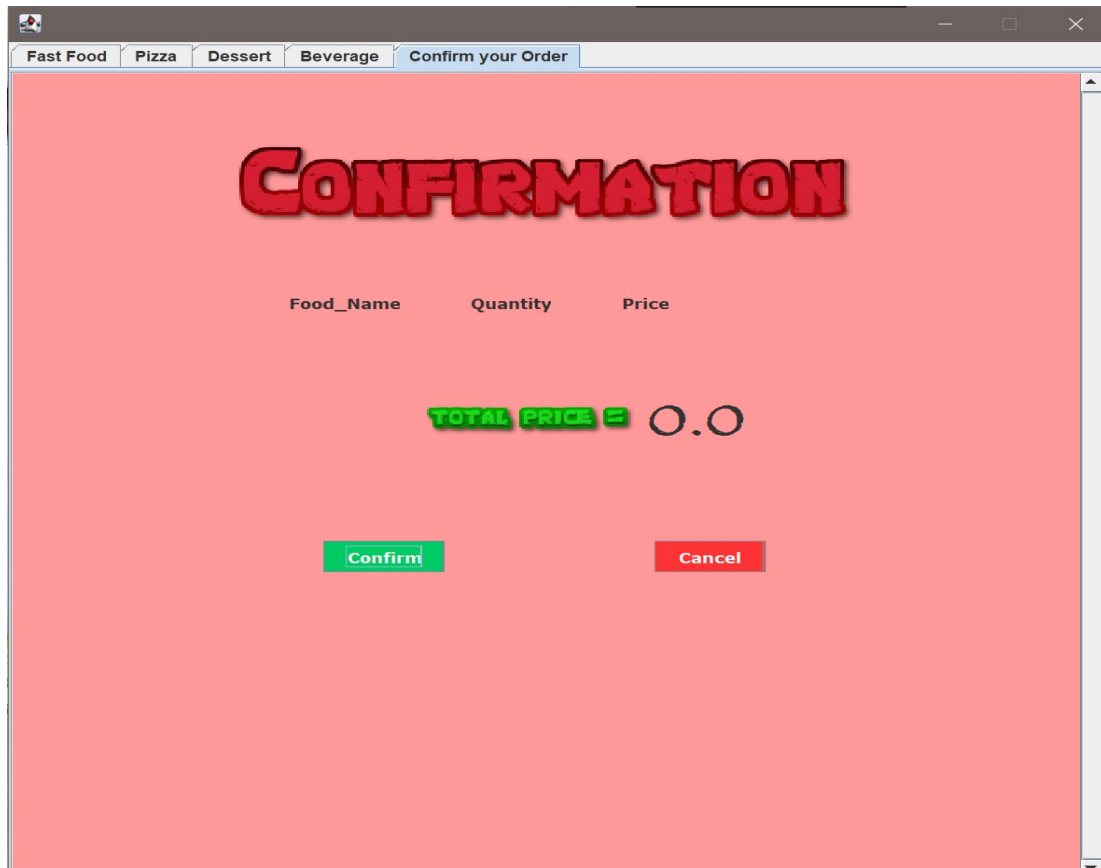 Fast Food Pizza Dessert Beverage Confirm your Order
CONFIRMATION
Food_Name Quantity Price
TOTAL PRICE = 0.0
Confirm Cancel